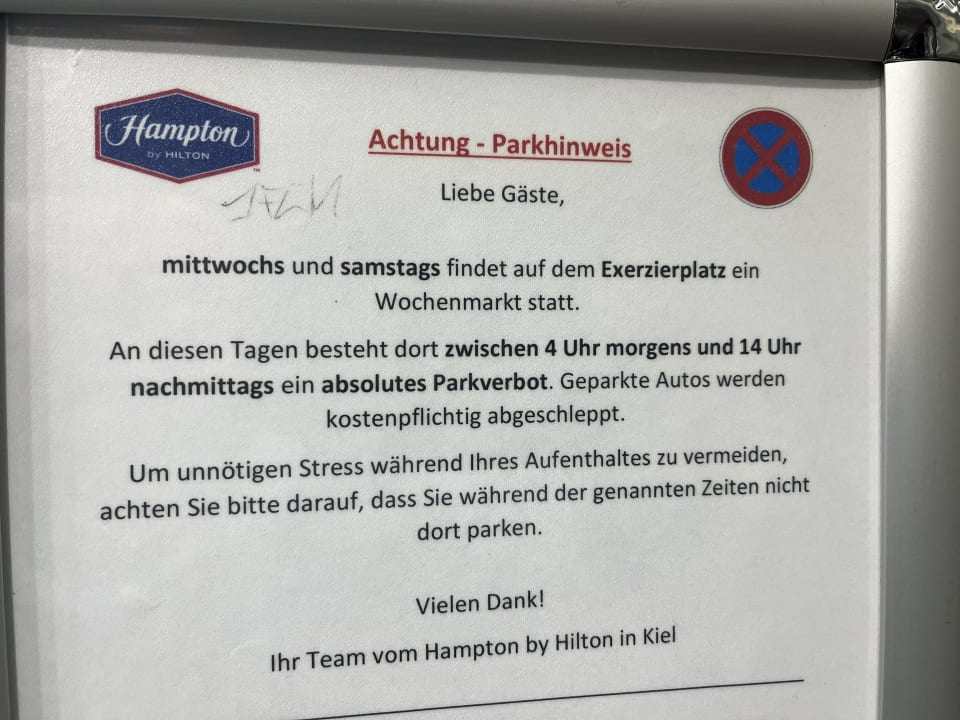 Hampton
by HILTON
TM
Achtung - Parkhinweis
Liebe Gäste,
mittwochs und samstags findet auf dem Exerzierplatz ein
Wochenmarkt statt.
An diesen Tagen besteht dort zwischen 4 Uhr morgens und 14 Uhr
nachmittags ein absolutes Parkverbot. Geparkte Autos werden
kostenpflichtig abgeschleppt.
Um unnötigen Stress während Ihres Aufenthaltes zu vermeiden,
achten Sie bitte darauf, dass Sie während der genannten Zeiten nicht
dort parken.
Vielen Dank!
Ihr Team vom Hampton by Hilton in Kiel